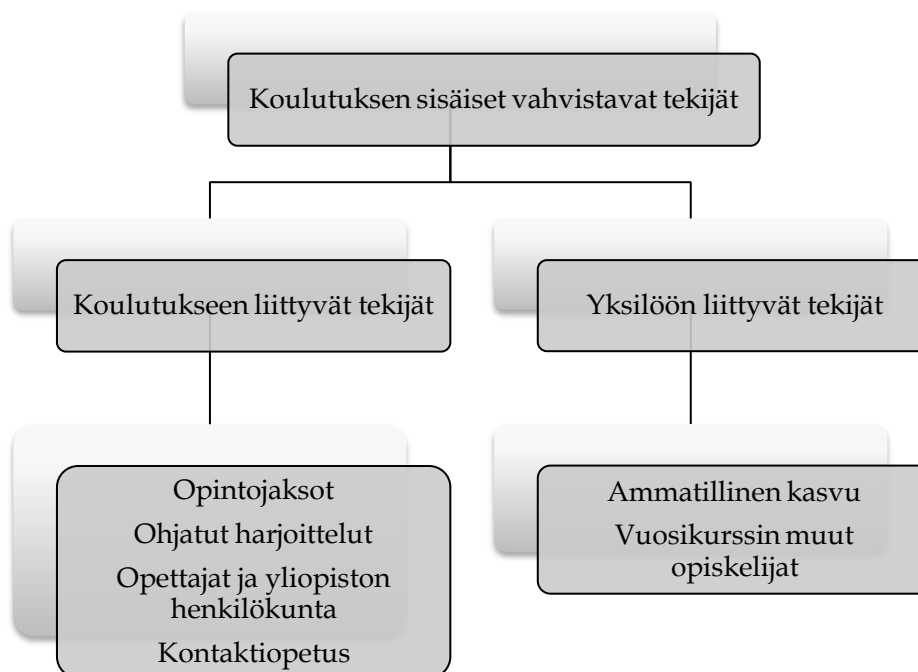 Koulutuksen sisäiset vahvistavat tekijät
Koulutukseen liittyvät tekijät
Yksilöön liittyvät tekijät
Opintojaksot
Ohjatut harjoittelut
Opettajat ja yliopiston
henkilökunta
Kontaktiopetus
Ammatillinen kasvu
Vuosikurssin muut
opiskelijat